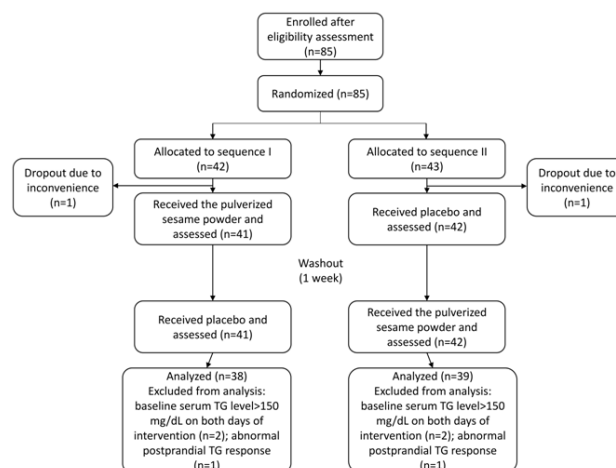 Enrolled after
eligibility assessment
(n=85)
Randomized (n=85)
Allocated to sequence I
(n=42)
Allocated to sequence II
(n=43)
Dropout due to
inconvenience
(n=1)
Dropout due to
inconvenience
(n=1)
Received the pulverized
sesame powder and
assessed (n=41)
Received placebo and
assessed (n=42)
Washout
(1 week)
Received placebo and
assessed (n=41)
Received the pulverized
sesame powder and
assessed (n=42)
Analyzed (n=38)
Excluded from analysis:
baseline serum TG level>150
mg/dL on both days of
intervention (n=2); abnormal
postprandial TG response
(n=1)
Analyzed (n=39)
Excluded from analysis:
baseline serum TG level>150
mg/dL on both days of
intervention (n=2); abnormal
postprandial TG response
(n=1)